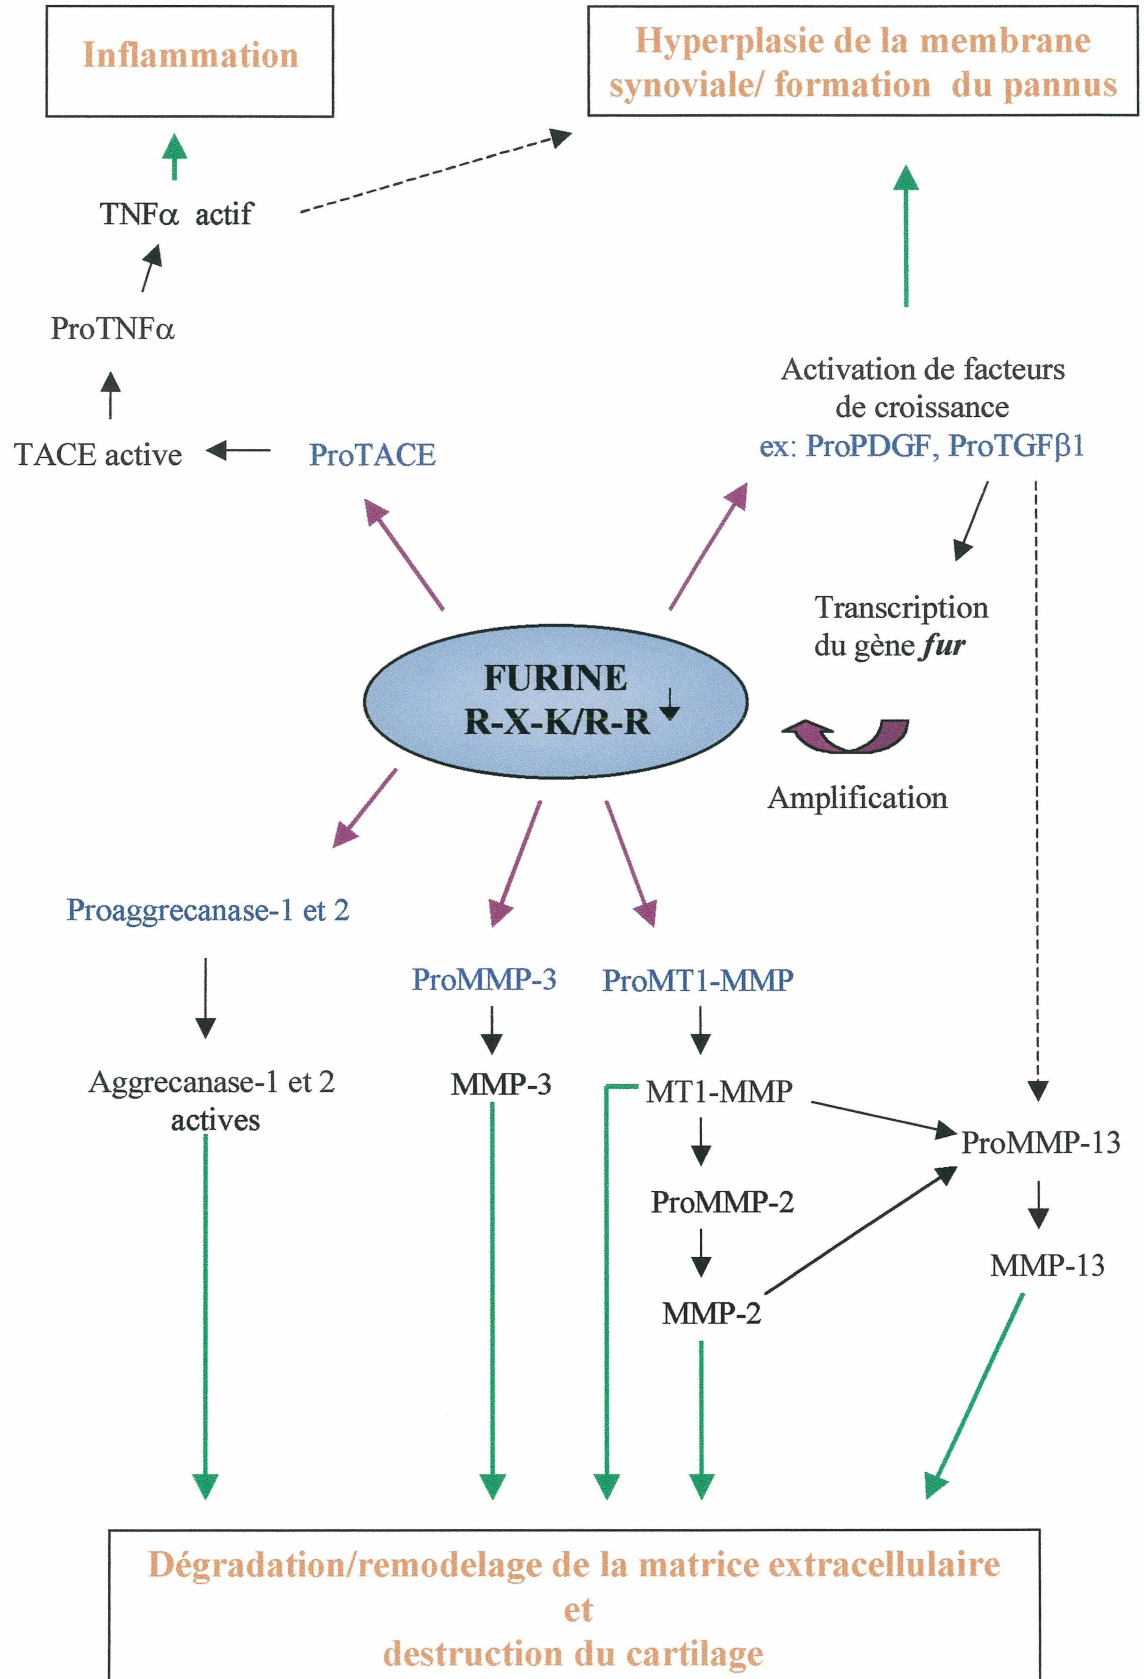 Inflammation
Hyperplasie de la membrane
synoviale/ formation du pannus
TNFα actif
ProTNFα
TACE active
ProTACE
Activation de facteurs
de croissance
ex: ProPDGF, ProTGFβ1
Transcription
du gène fur
FURINE
R-X-K/R-R
Amplification
Proaggrecanase-1 et 2
ProMMP-3
ProMT1-MMP
Aggrecanase-1 et 2
actives
MMP-3
MT1-MMP
ProMMP-13
ProMMP-2
MMP-13
MMP-2
Dégradation/remodelage de la matrice extracellulaire
et
destruction du cartilage